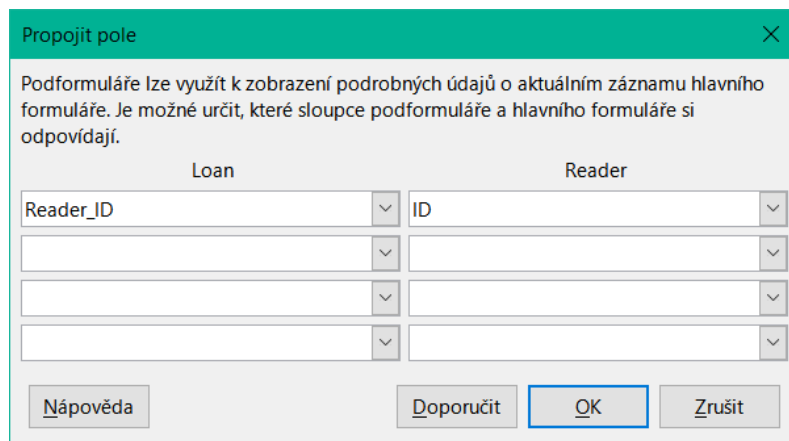 Propojit pole
Podformuláře lze využít k zobrazení podrobných údajů o aktuálním záznamu hlavního
formuláře. Je možné určit, které sloupce podformuláře a hlavního formuláře si
odpovídají.
Loan Reader
Reader_ID ID
Nápověda Doporučit OK Zrušit